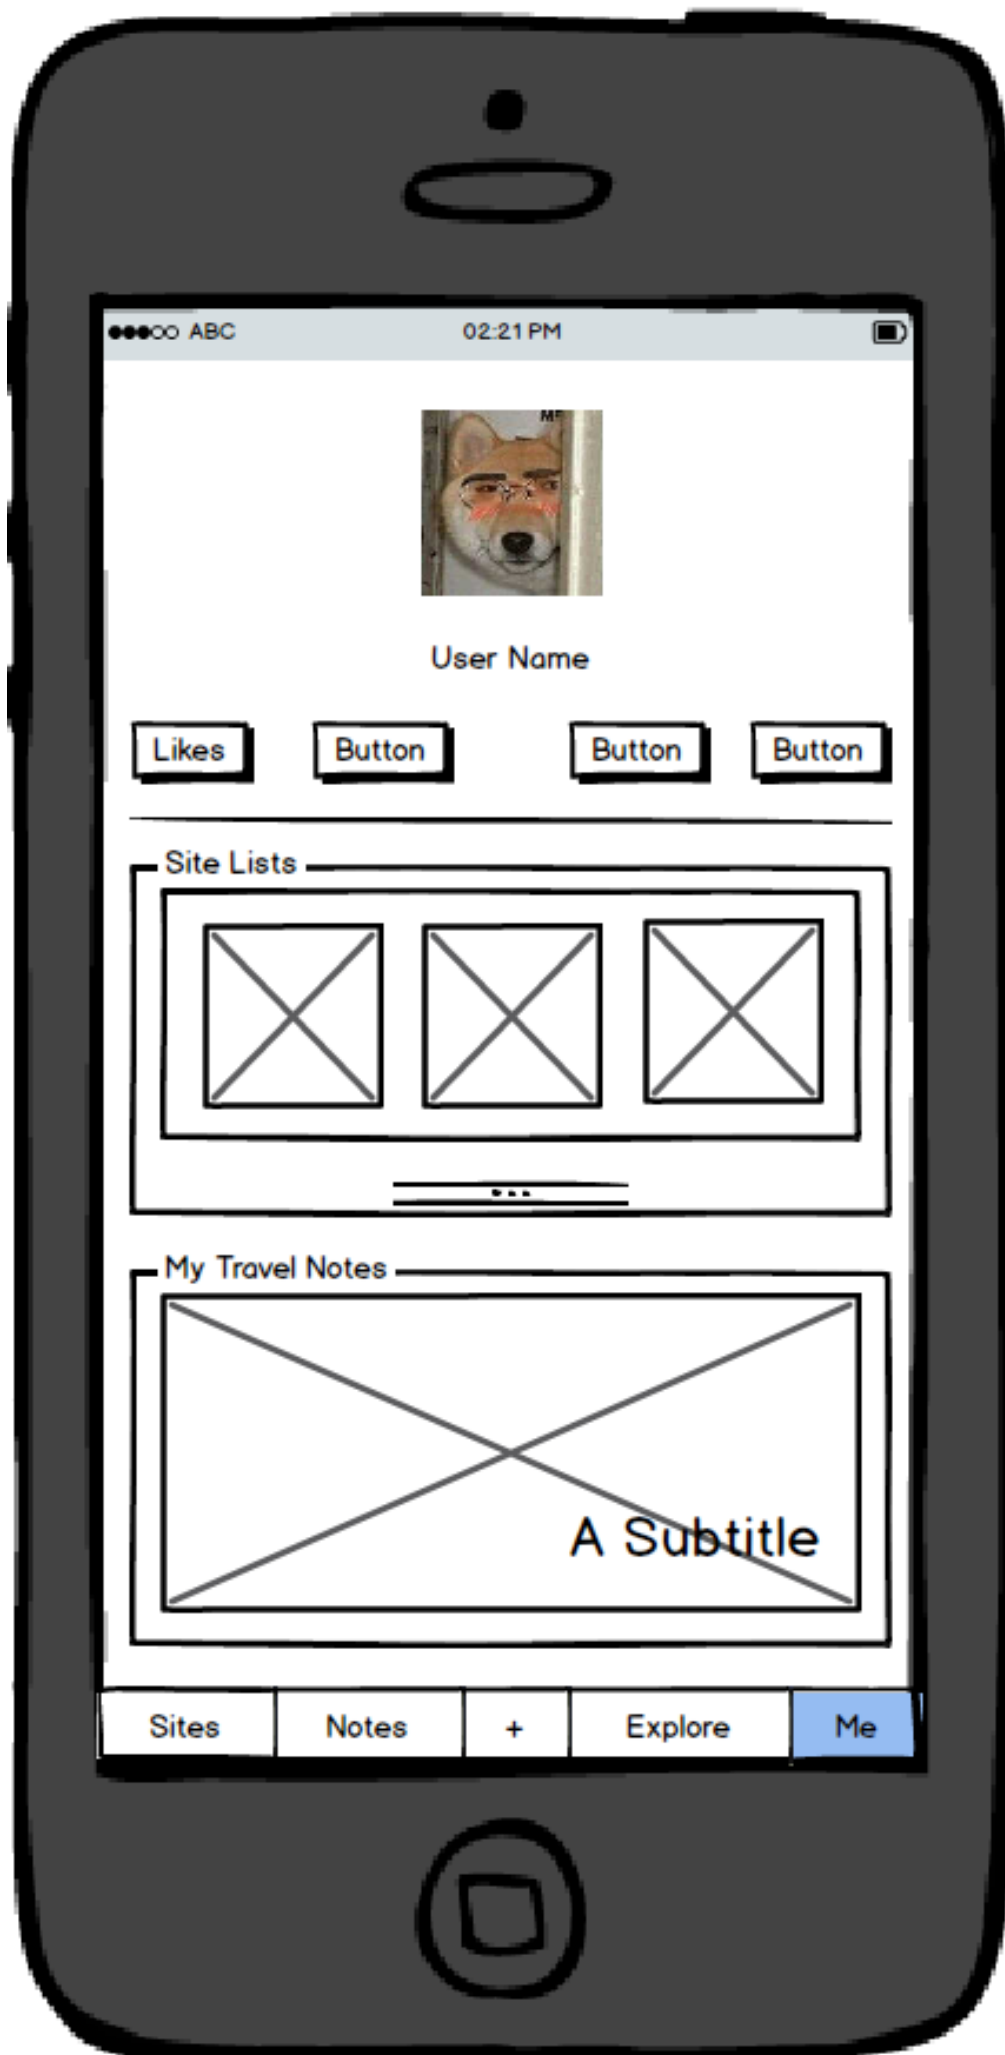 ABC 02:21 PM
User Name
Likes Button Button Button
Site Lists
My Travel Notes
A Subtitle
Sites Notes + Explore Me